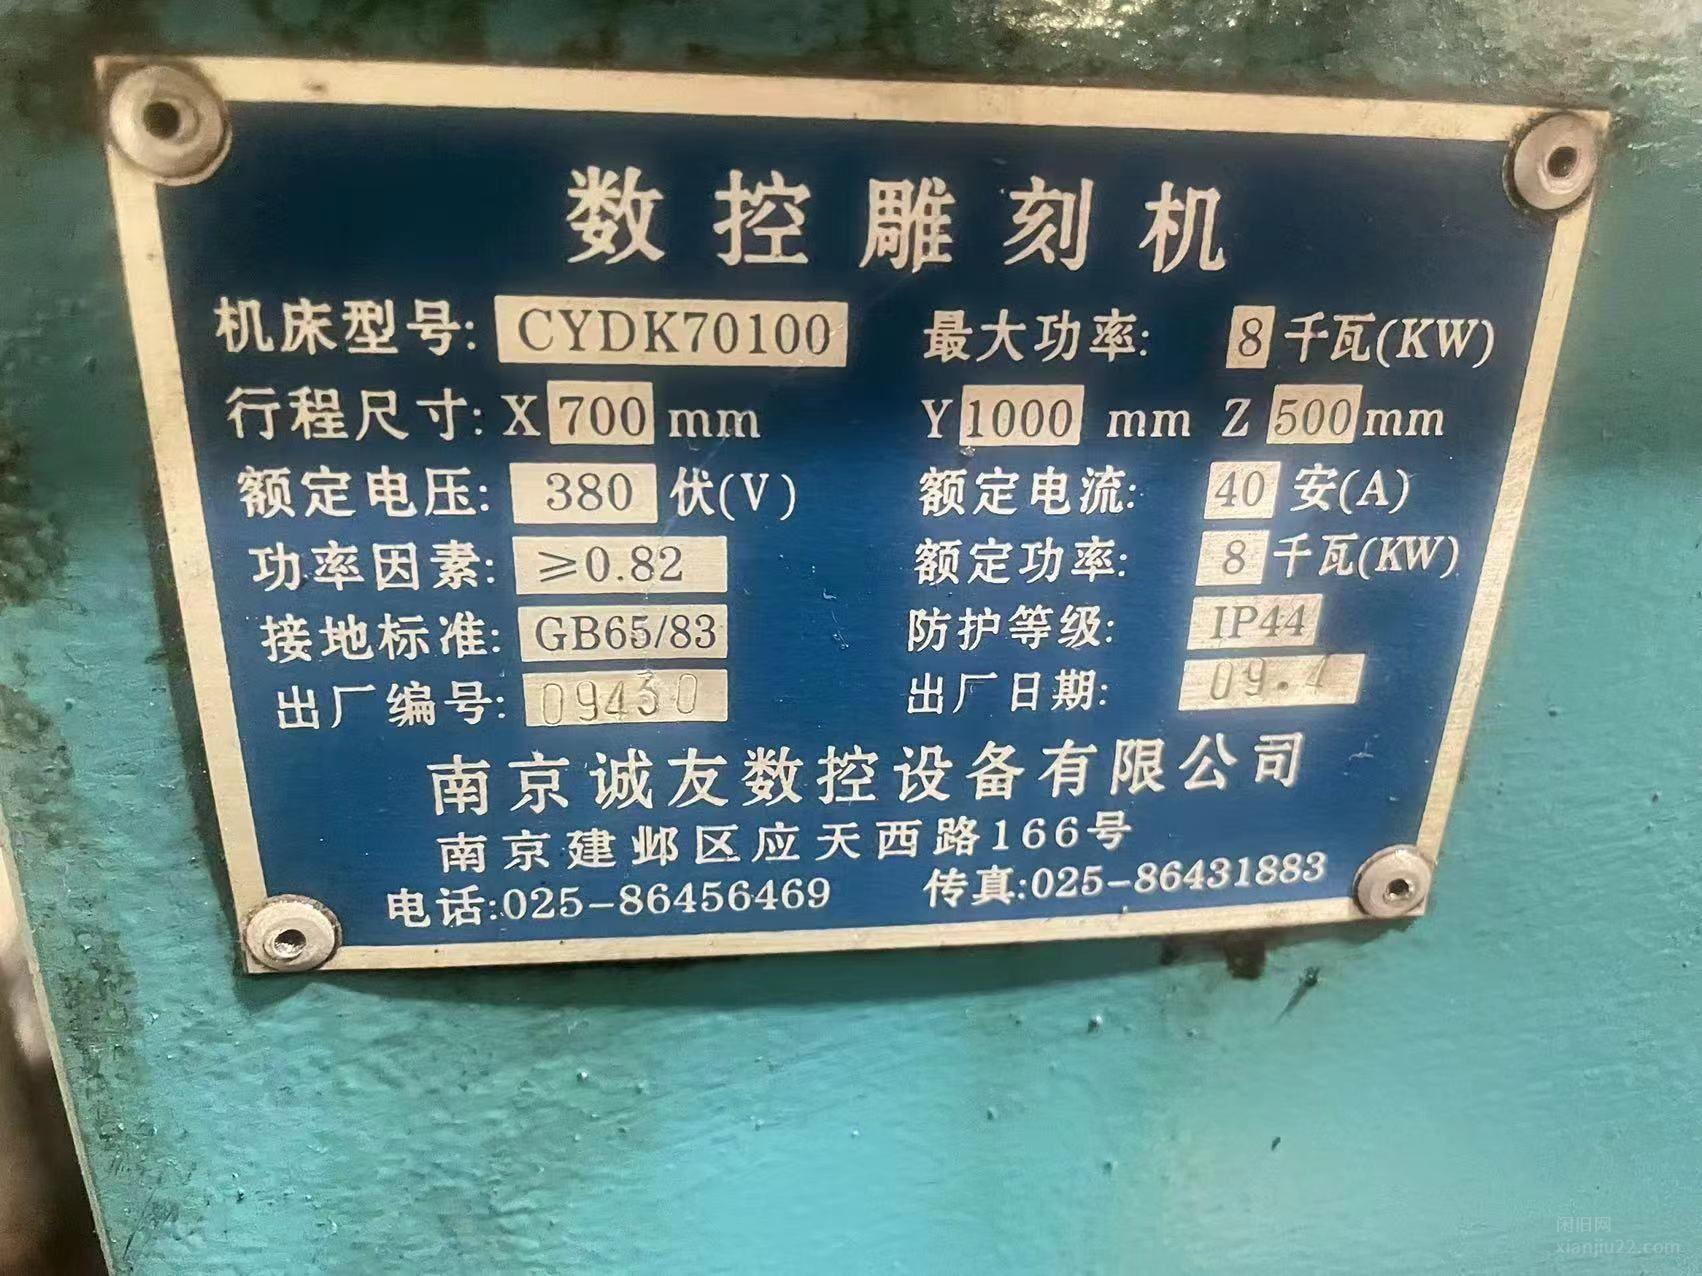 数控雕刻机
机床型号: CYDK70100 最大功率: 8 千瓦(KW)
行程尺寸: X 700 mm Y 1000 mm Z 500 mm
额定电压: 380 伏(V) 额定电流: 40 安(A)
功率因素: ≥0.82 额定功率: 8 千瓦(KW)
接地标准: GB65/83 防护等级: IP44
出厂编号: 09430 出厂日期: 09.4
南京诚友数控设备有限公司
南京建邺区应天西路166号
电话:025-86456469 传真:025-86431883
闲旧网
xianjiu22.com